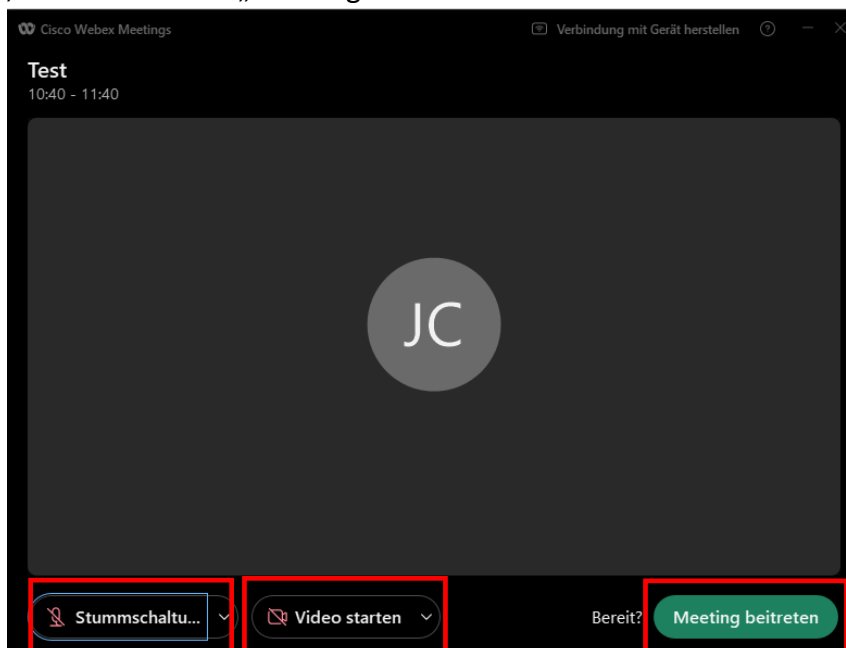 Cisco Webex Meetings
Verbindung mit Gerät herstellen
Test
10:40 - 11:40
JC
Stummschaltu...
Video starten
Bereit?
Meeting beitreten